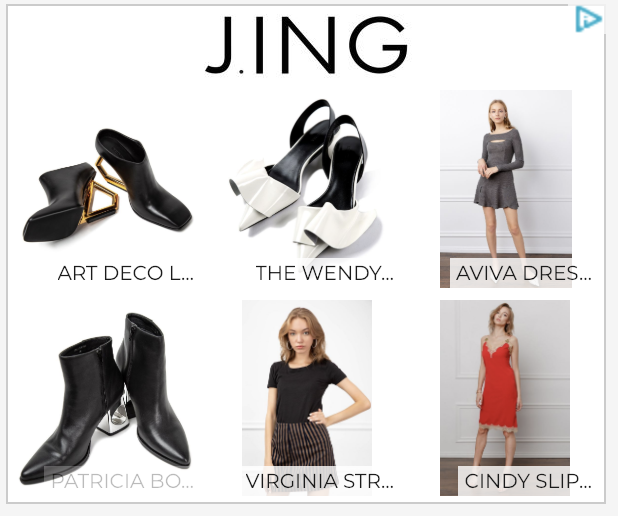 J.ING
ART DECO L...
THE WENDY...
AVIVA DRES...
PATRICIA BO...
VIRGINIA STR...
CINDY SLIP...